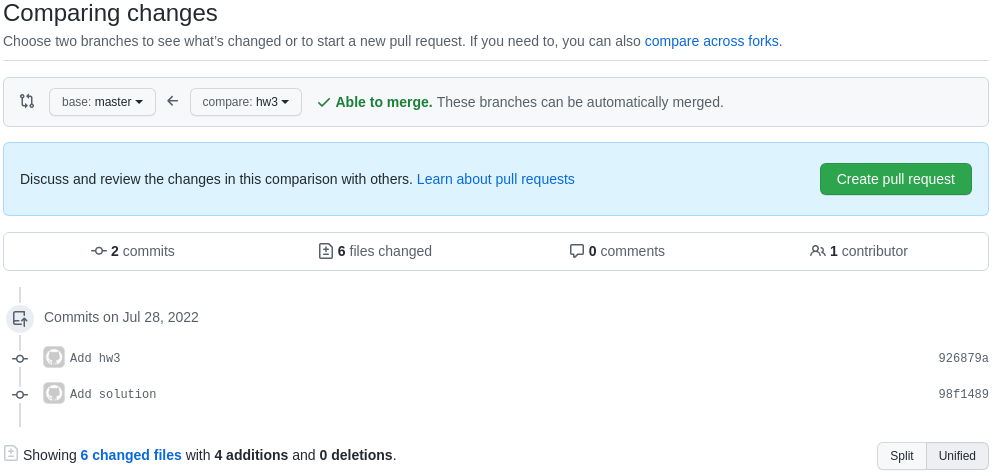 Comparing changes
Choose two branches to see what's changed or to start a new pull request. If you need to, you can also compare across forks.
base: master compare: hw3 Able to merge. These branches can be automatically merged.
Discuss and review the changes in this comparison with others. Learn about pull requests Create pull request
2 commits 6 files changed 0 comments 1 contributor
Commits on Jul 28, 2022
Add hw3 926879a
Add solution 98f1489
Showing 6 changed files with 4 additions and 0 deletions. Split Unified